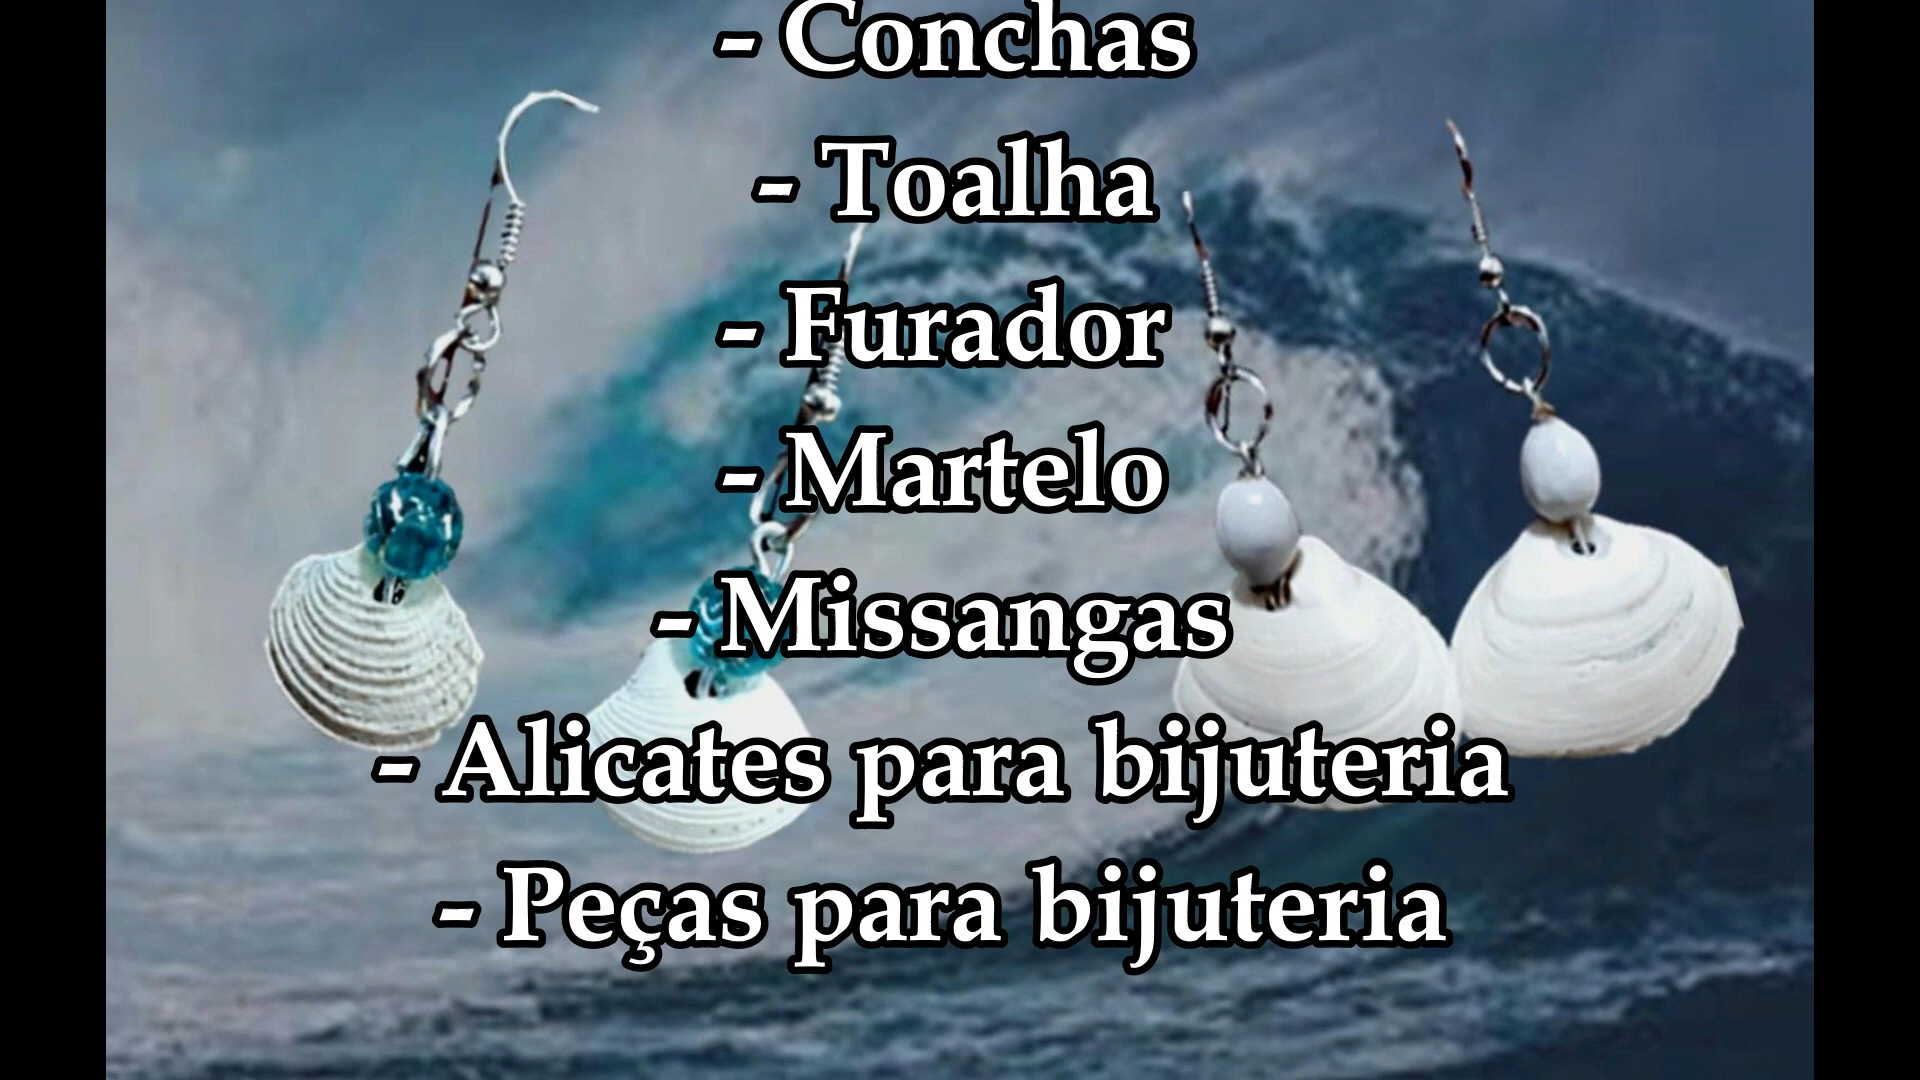 - Conchas
- Toalha
- Furador
- Martelo
- Missangas
- Alicates para bijuteria
- Peças para bijuteria